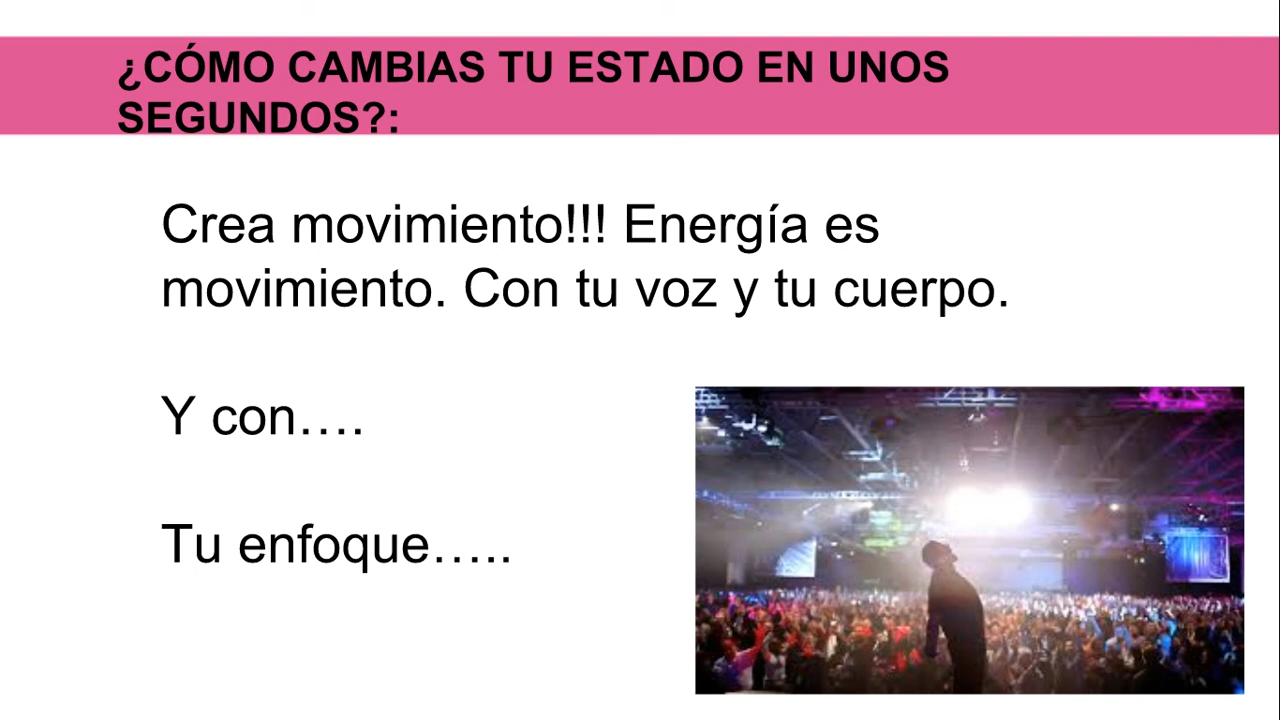 ¿CÓMO CAMBIAS TU ESTADO EN UNOS
SEGUNDOS?:
Crea movimiento!!! Energía es
movimiento. Con tu voz y tu cuerpo.
Y con....
Tu enfoque.....